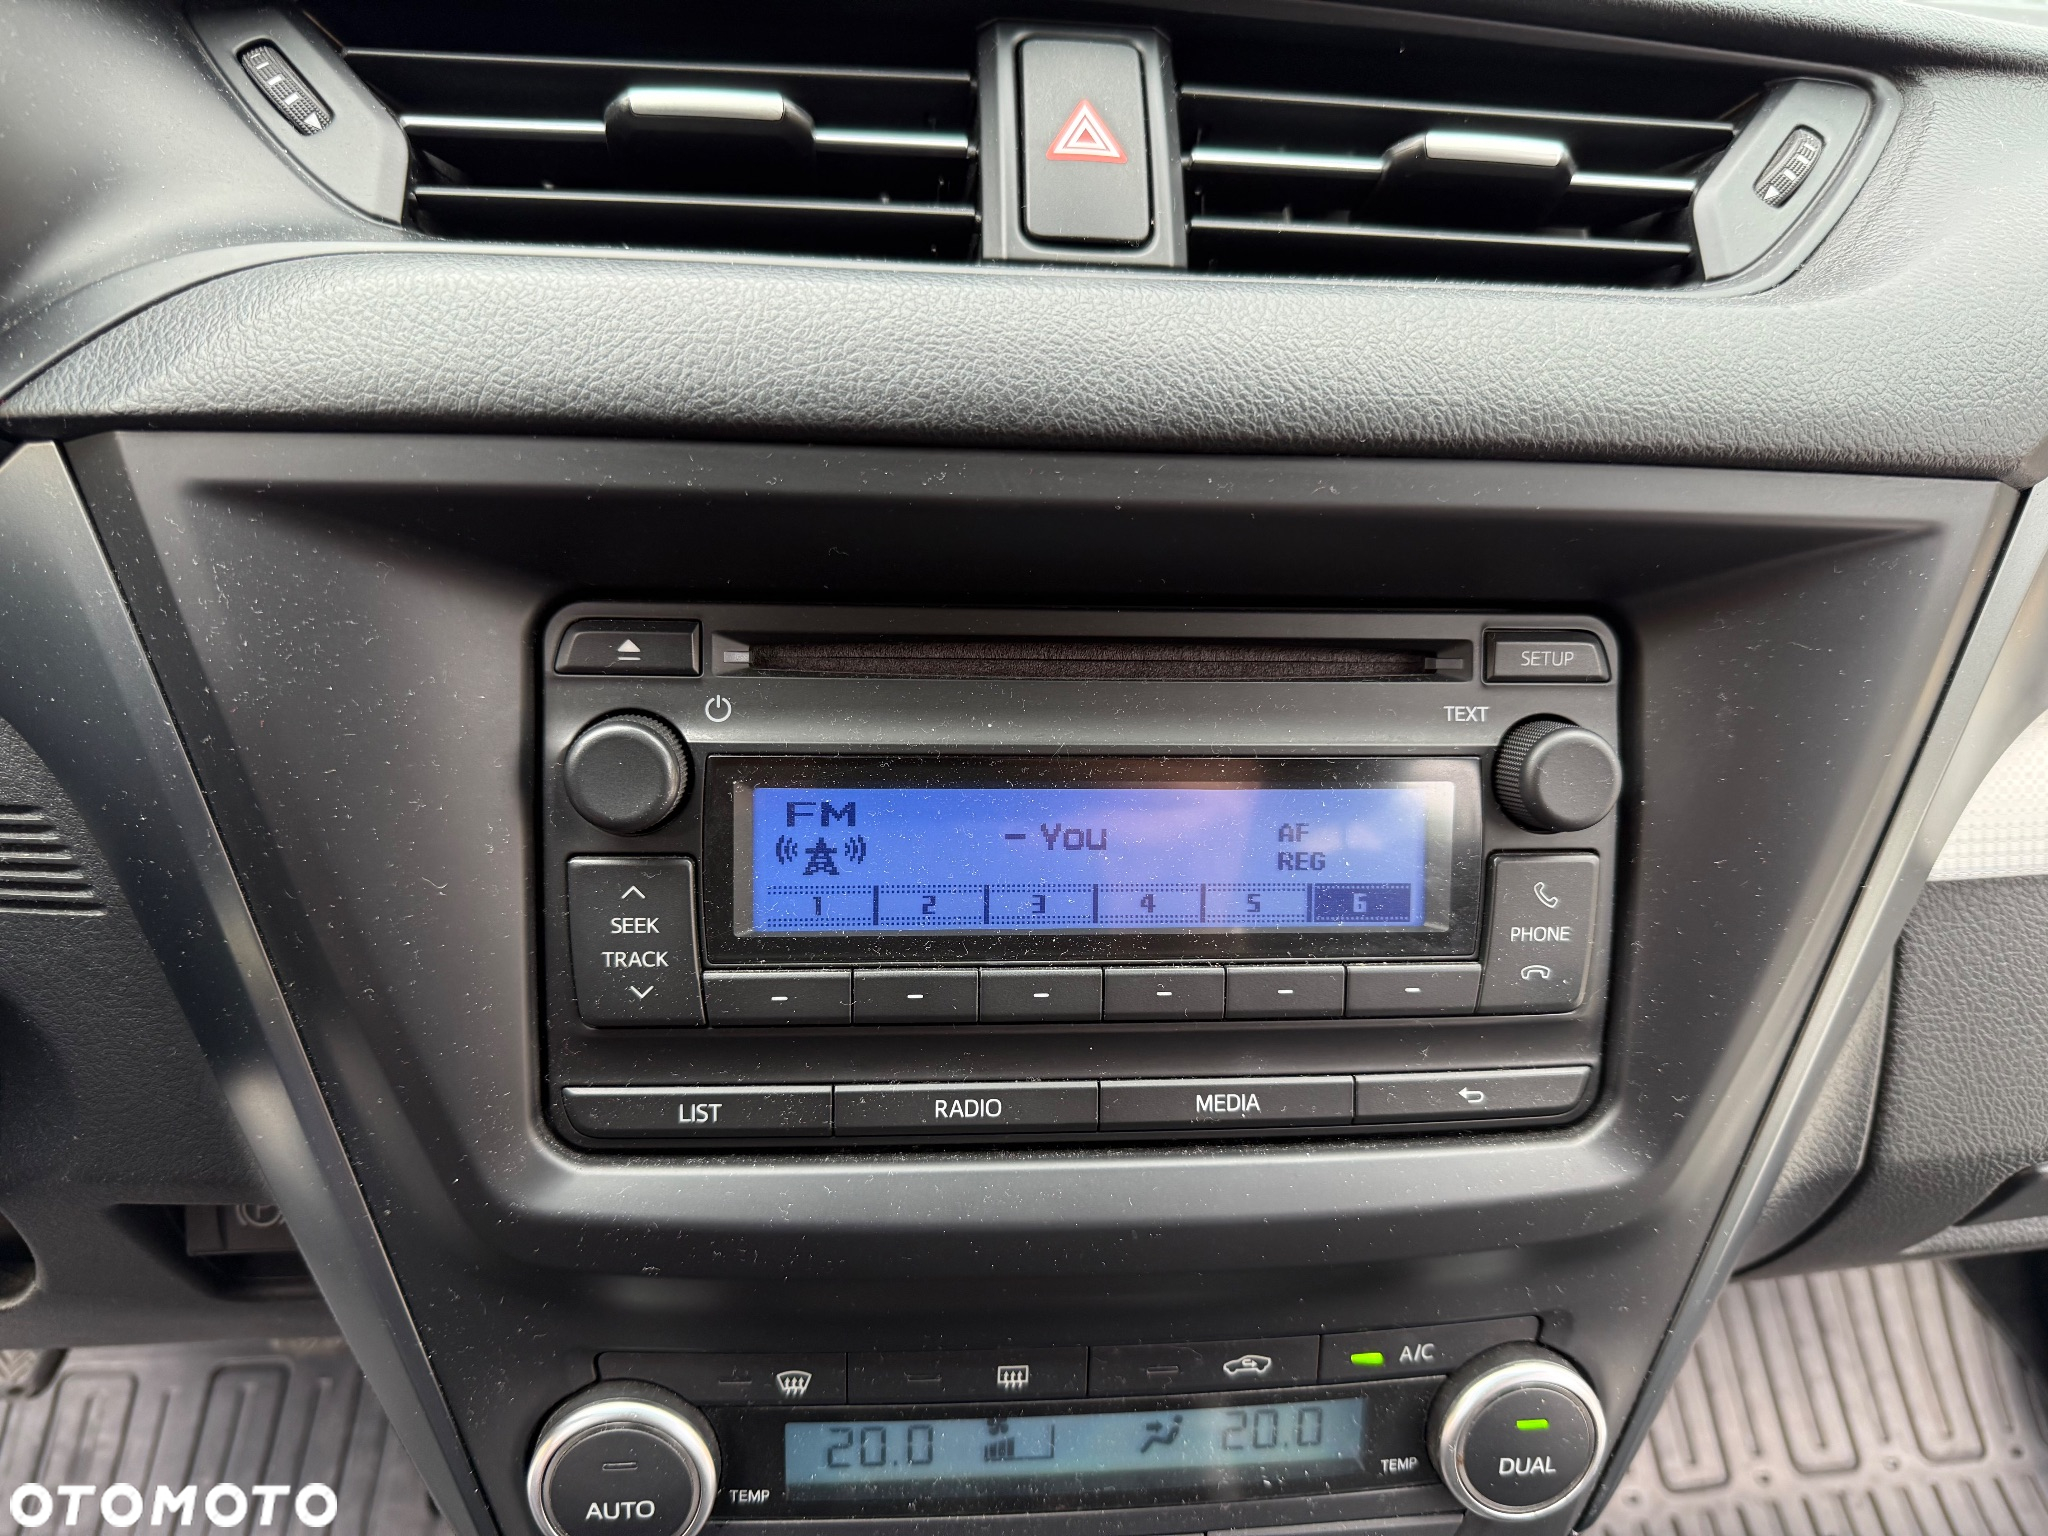 SETUP
TEXT
FM
- You
AF
REG
1 2 3 4 5 6
SEEK
TRACK
PHONE
LIST RADIO MEDIA
A/C
20.0 20.0
TEMP TEMP
AUTO DUAL
OTOMOTO